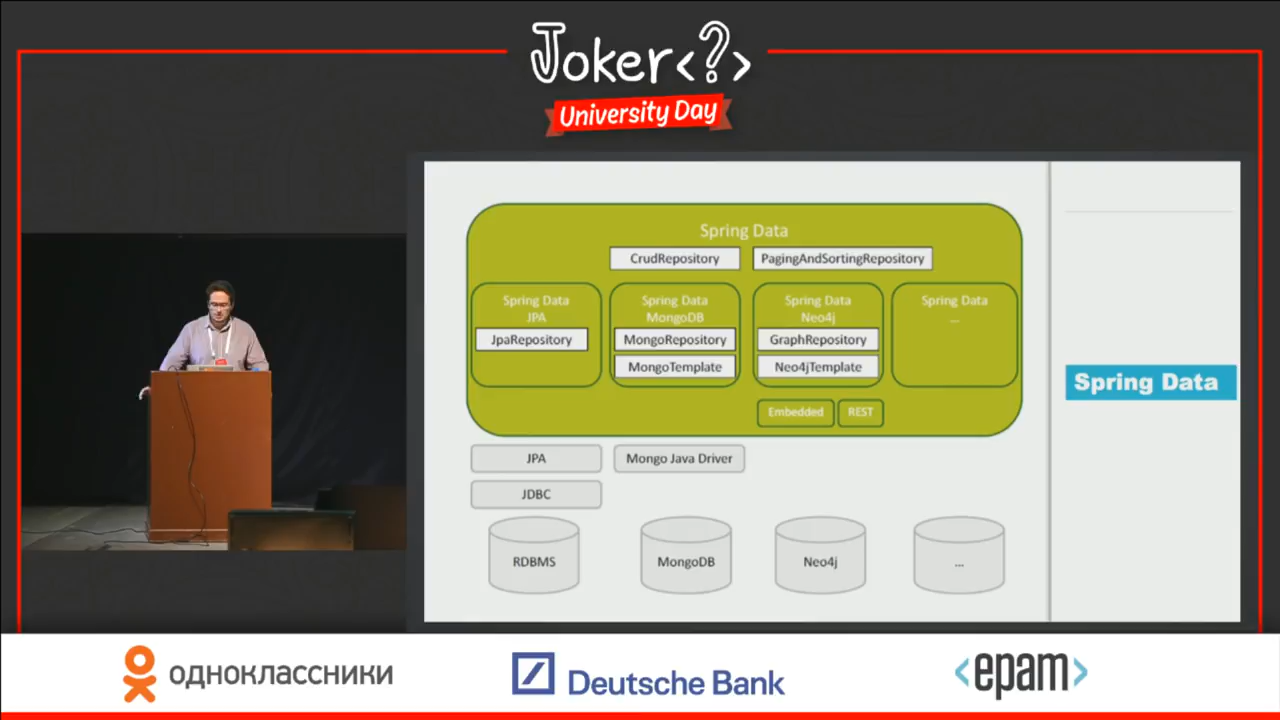 Joker<?>
University Day
Spring Data
CrudRepository
PagingAndSortingRepository
Spring Data
JPA
JpaRepository
Spring Data
MongoDB
MongoRepository
MongoTemplate
Spring Data
Neo4j
GraphRepository
Neo4jTemplate
Spring Data
...
Embedded
REST
JPA
Mongo Java Driver
JDBC
RDBMS
MongoDB
Neo4j
...
Spring Data
одноклассники
Deutsche Bank
<epam>